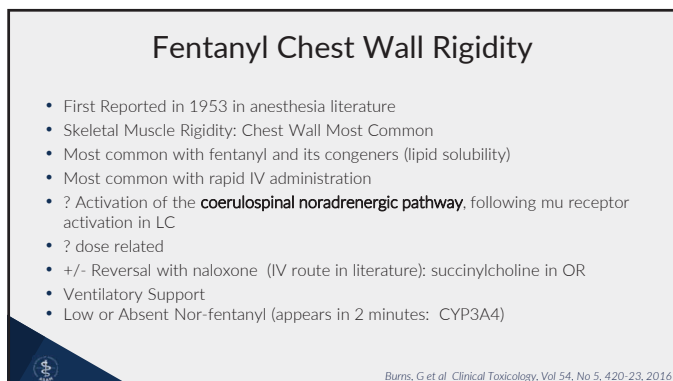 Fentanyl Chest Wall Rigidity
• First Reported in 1953 in anesthesia literature
• Skeletal Muscle Rigidity: Chest Wall Most Common
• Most common with fentanyl and its congeners (lipid solubility)
• Most common with rapid IV administration
• ? Activation of the coerulospinal noradrenergic pathway, following mu receptor
activation in LC
• ? dose related
• +/- Reversal with naloxone (IV route in literature): succinylcholine in OR
• Ventilatory Support
• Low or Absent Nor-fentanyl (appears in 2 minutes: CYP3A4)
Burns, G et al Clinical Toxicology, Vol 54, No 5, 420-23, 2016